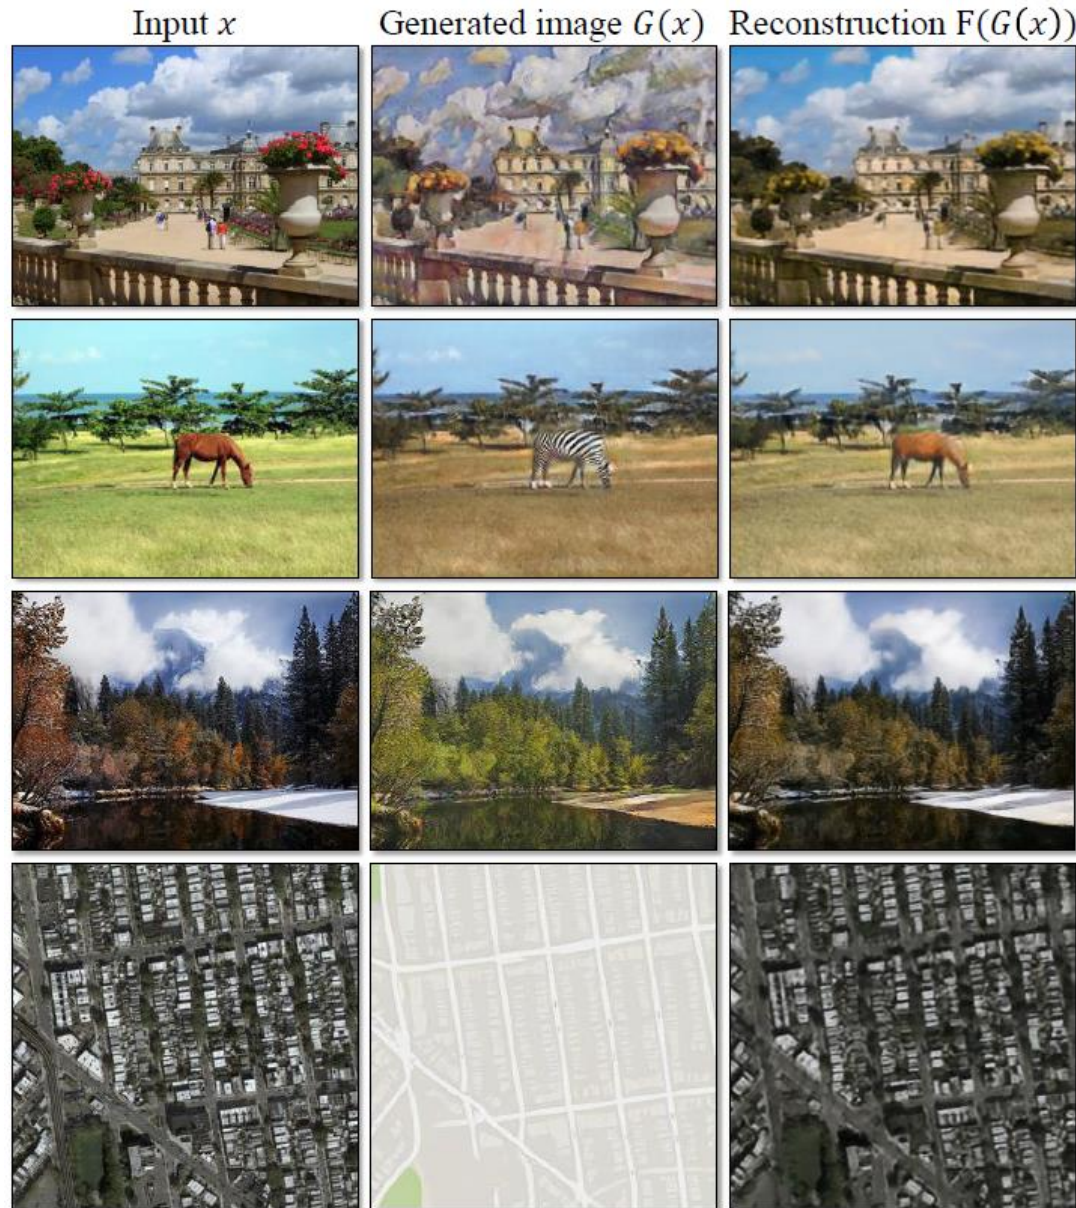 Input x
Generated image G(x)
Reconstruction F(G(x))